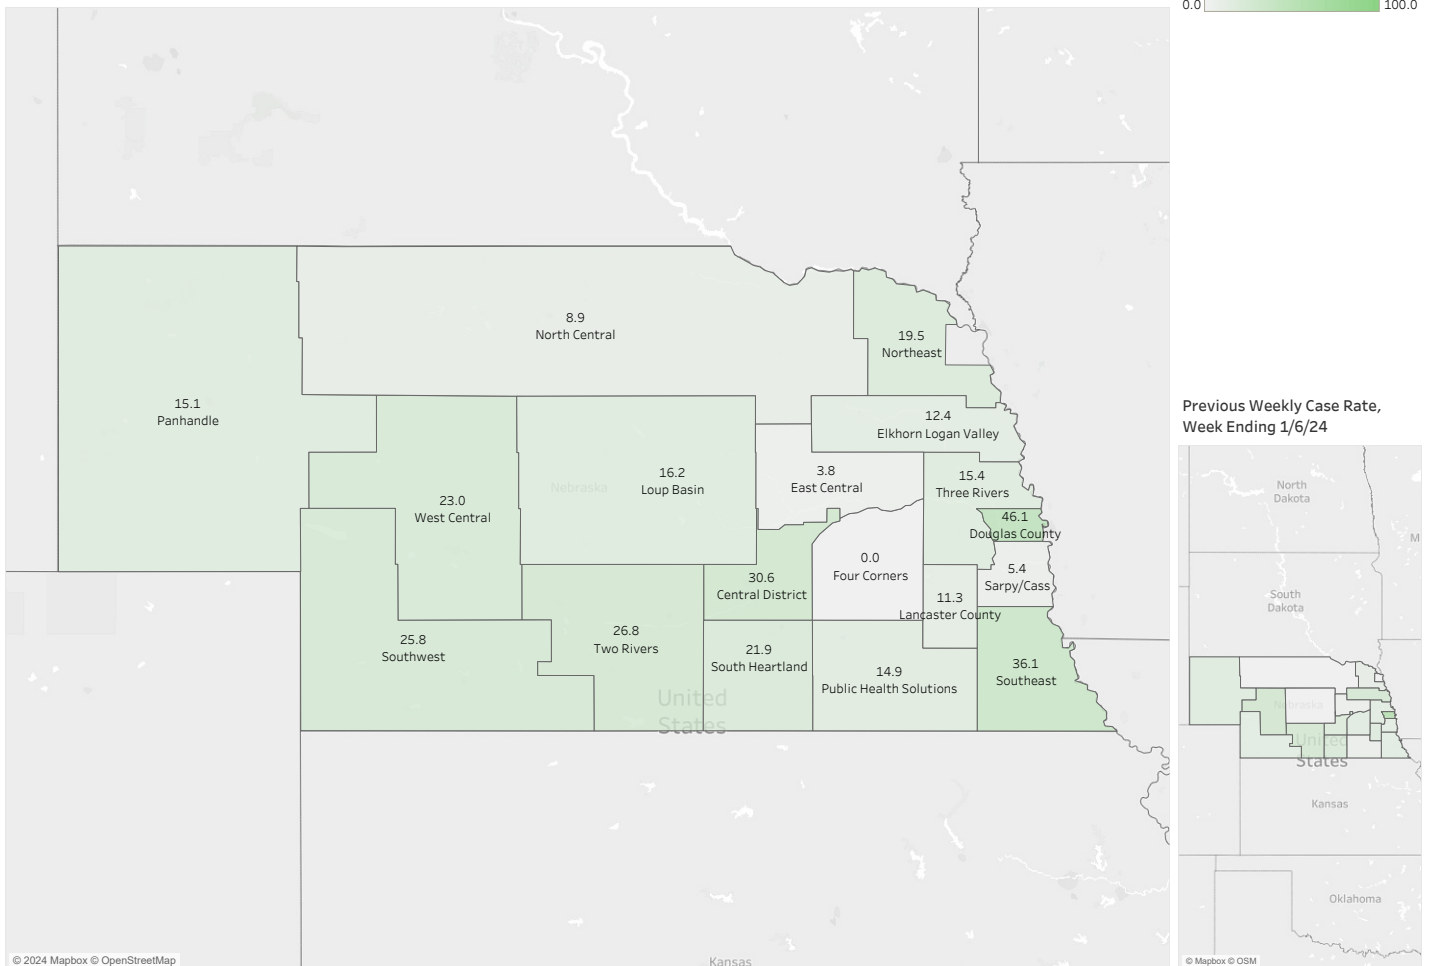 0.0
100.0
8.9
North Central
19.5
Northeast
15.1
Panhandle
12.4
Elkhorn Logan Valley
16.2
Loup Basin
Nebraska
3.8
East Central
15.4
Three Rivers
23.0
West Central
46.1
Douglas County
0.0
Four Corners
5.4
Sarpy/Cass
30.6
Central District
11.3
Lancaster County
25.8
Southwest
26.8
Two Rivers
21.9
South Heartland
14.9
Public Health Solutions
36.1
Southeast
United
States
Kansas
© 2024 Mapbox © OpenStreetMap
Previous Weekly Case Rate,
Week Ending 1/6/24
North
Dakota
M
South
Dakota
Nebraska
United
States
Kansas
Oklahoma
© Mapbox © OSM